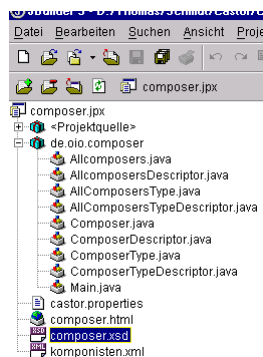 Datei Bearbeiten Suchen Ansicht
composer.jpx
composer.jpx
<Projektquelle>
de.oio.composer
Allcomposers.java
AllcomposersDescriptor.java
AllComposersType.java
AllComposersTypeDescriptor.java
Composer.java
ComposerDescriptor.java
ComposerType.java
ComposerTypeDescriptor.java
Main.java
castor.properties
composer.html
composer.xsd
komponisten.xml